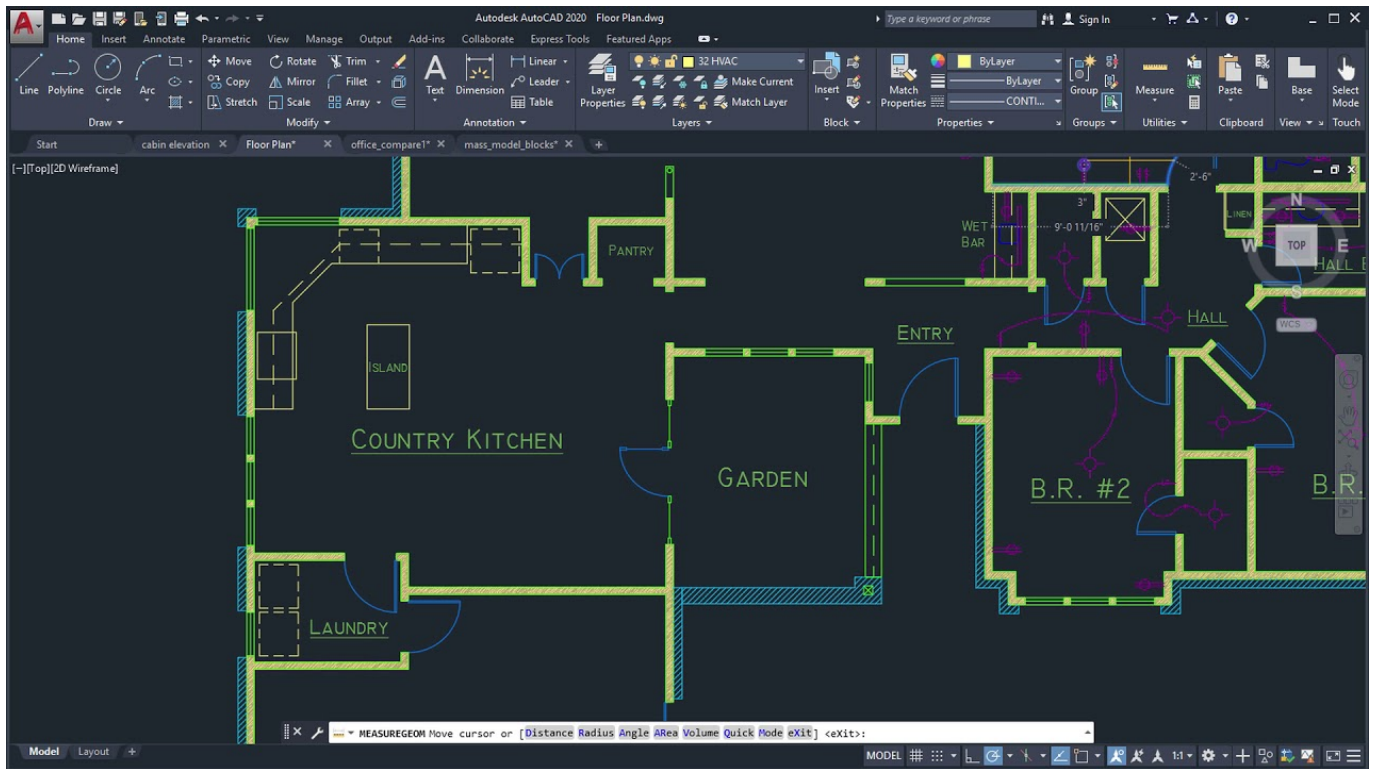 Autodesk AutoCAD 2020 Floor Plan.dwg
Type a keyword or phrase
Sign In
Home Insert Annotate Parametric View Manage Output Add-ins Collaborate Express Tools Featured Apps
Line Polyline Circle Arc
Move Rotate Trim
Copy Mirror Fillet
Stretch Scale Array
Text Dimension
Linear
Leader
Table
Layer Properties
32 HVAC
Make Current
Match Layer
Insert
Match Properties
ByLayer
ByLayer
CONTI...
Group
Measure
Paste
Base
Select Mode
Draw Modify Annotation Layers Block Properties Groups Utilities Clipboard View Touch
Start cabin elevation Floor Plan* office_compare1* mass_model_blocks*
[−][Top][2D Wireframe]
2'-6"
3"
9'-0 11/16"
LINEN
N
W TOP E
S
WCS
WET
BAR
PANTRY
HALL
HALL
ENTRY
ISLAND
COUNTRY KITCHEN
GARDEN
B.R. #2
B.R.
LAUNDRY
MEASUREGEOM Move cursor or [Distance Radius Angle ARea Volume Quick Mode eXit] <eXit>:
Model Layout +
MODEL
1:1